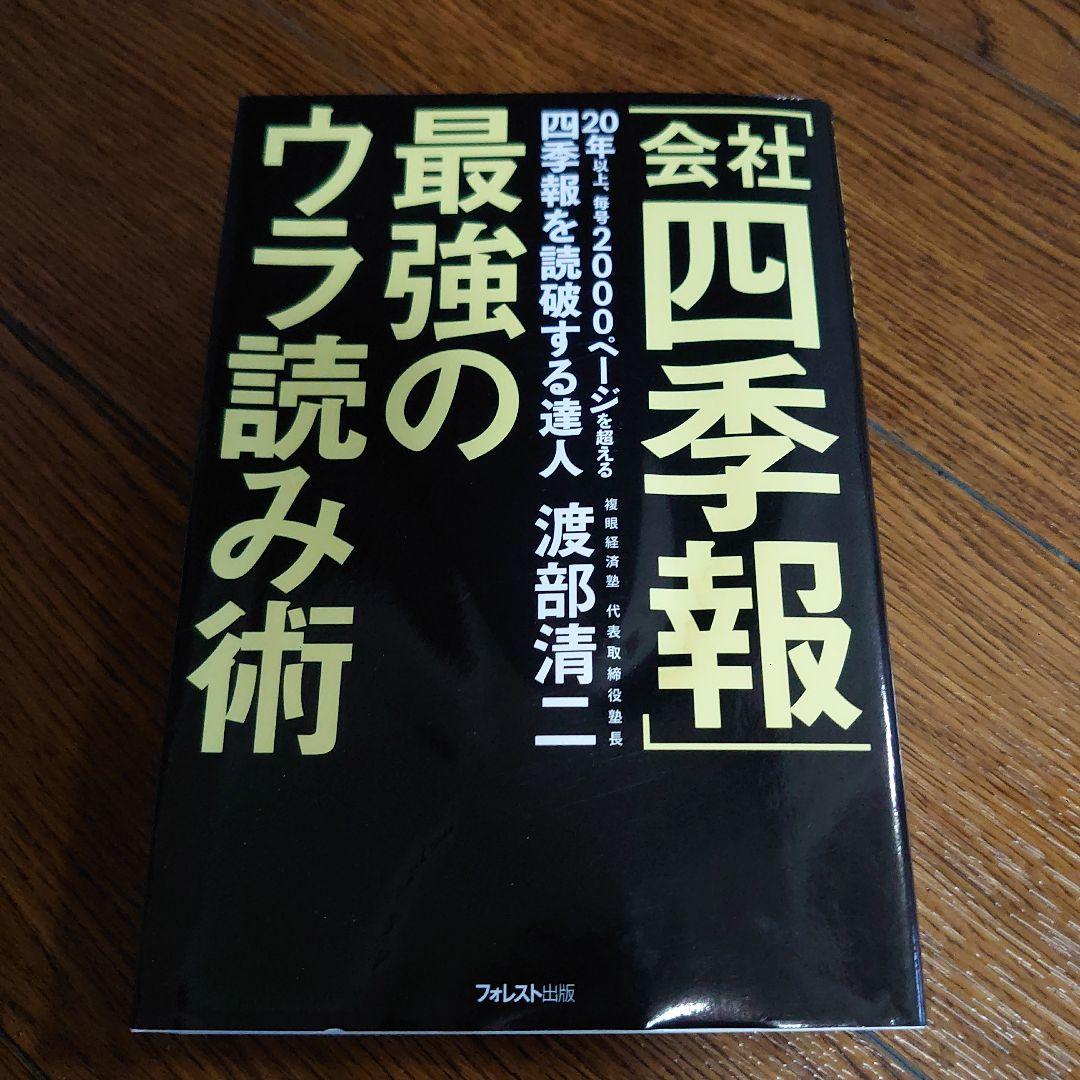 「会社
四季報」
20年以上、毎号2000ページを超える
四季報を読破する達人
複眼経済塾 代表取締役塾長
渡部清二
最強の
ウラ読み術
フォレスト出版